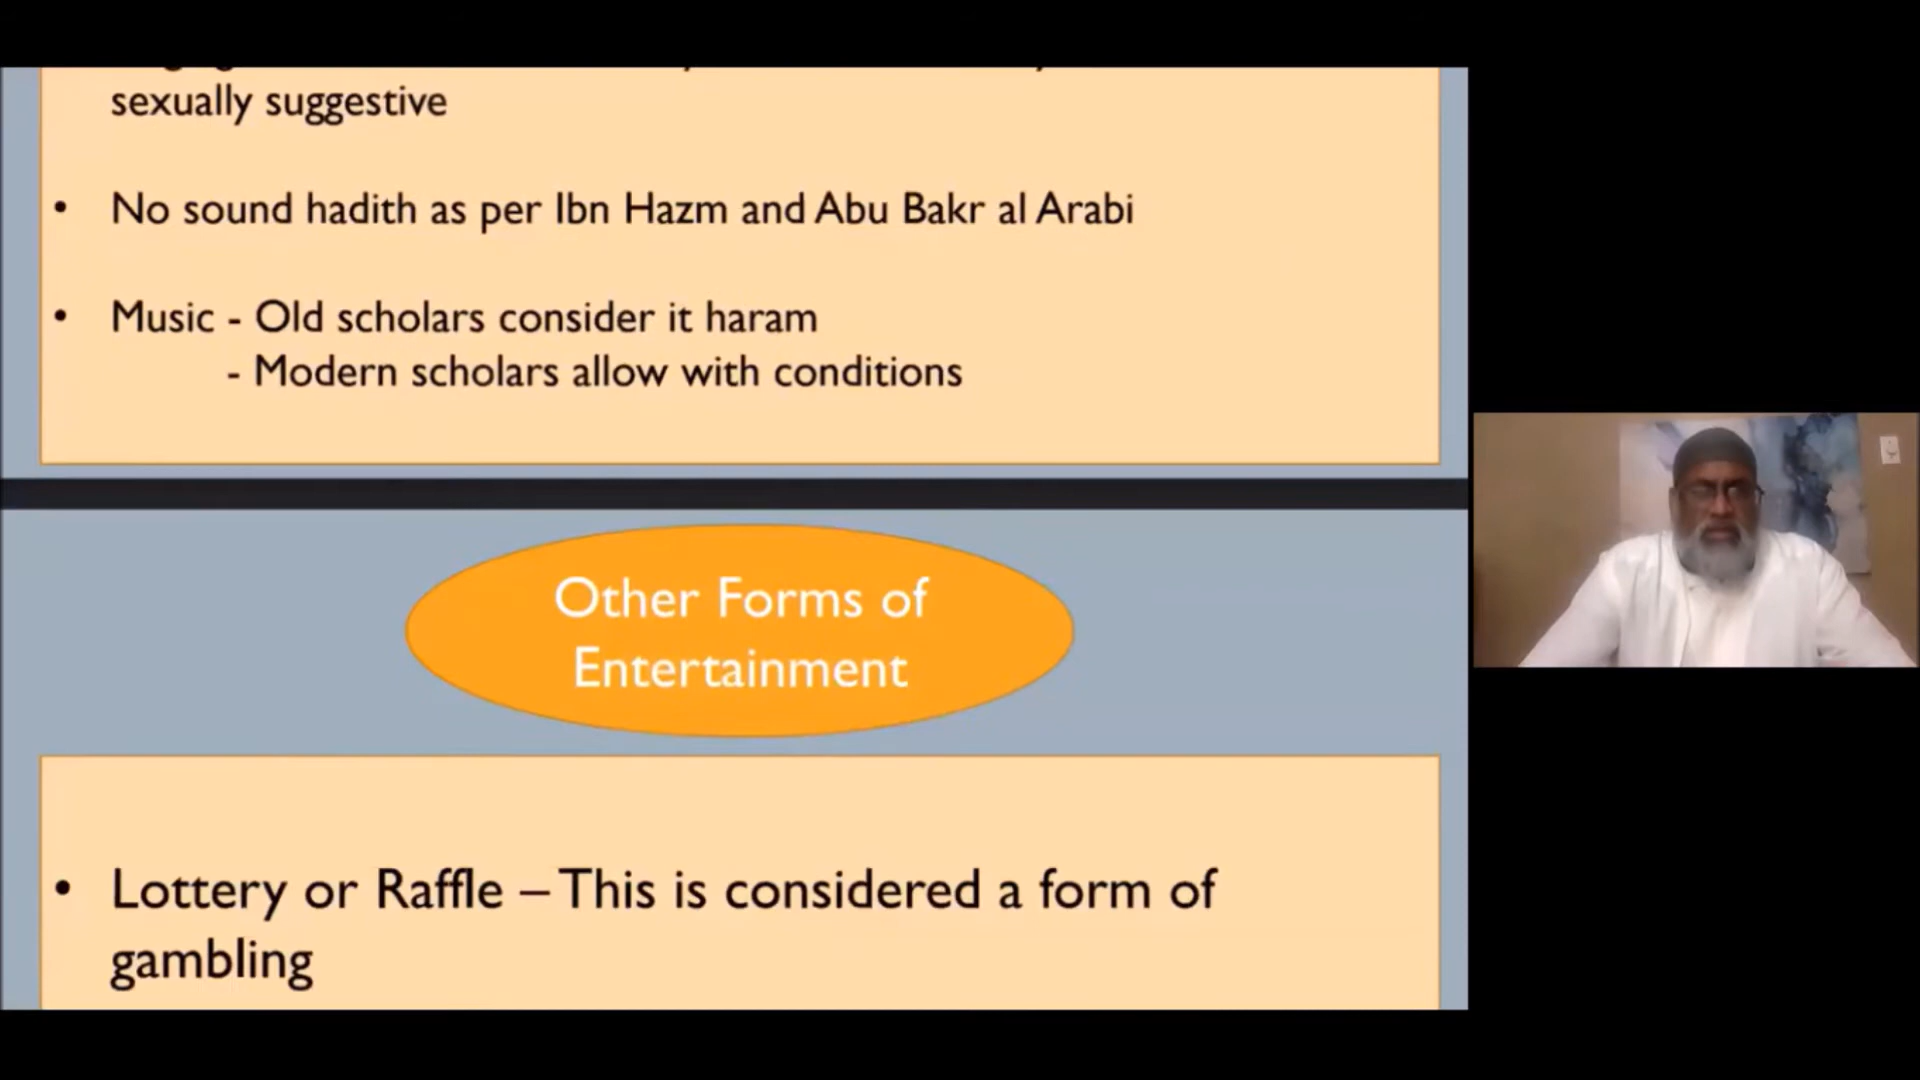 sexually suggestive
• No sound hadith as per Ibn Hazm and Abu Bakr al Arabi
• Music - Old scholars consider it haram
- Modern scholars allow with conditions
Other Forms of
Entertainment
• Lottery or Raffle – This is considered a form of
gambling